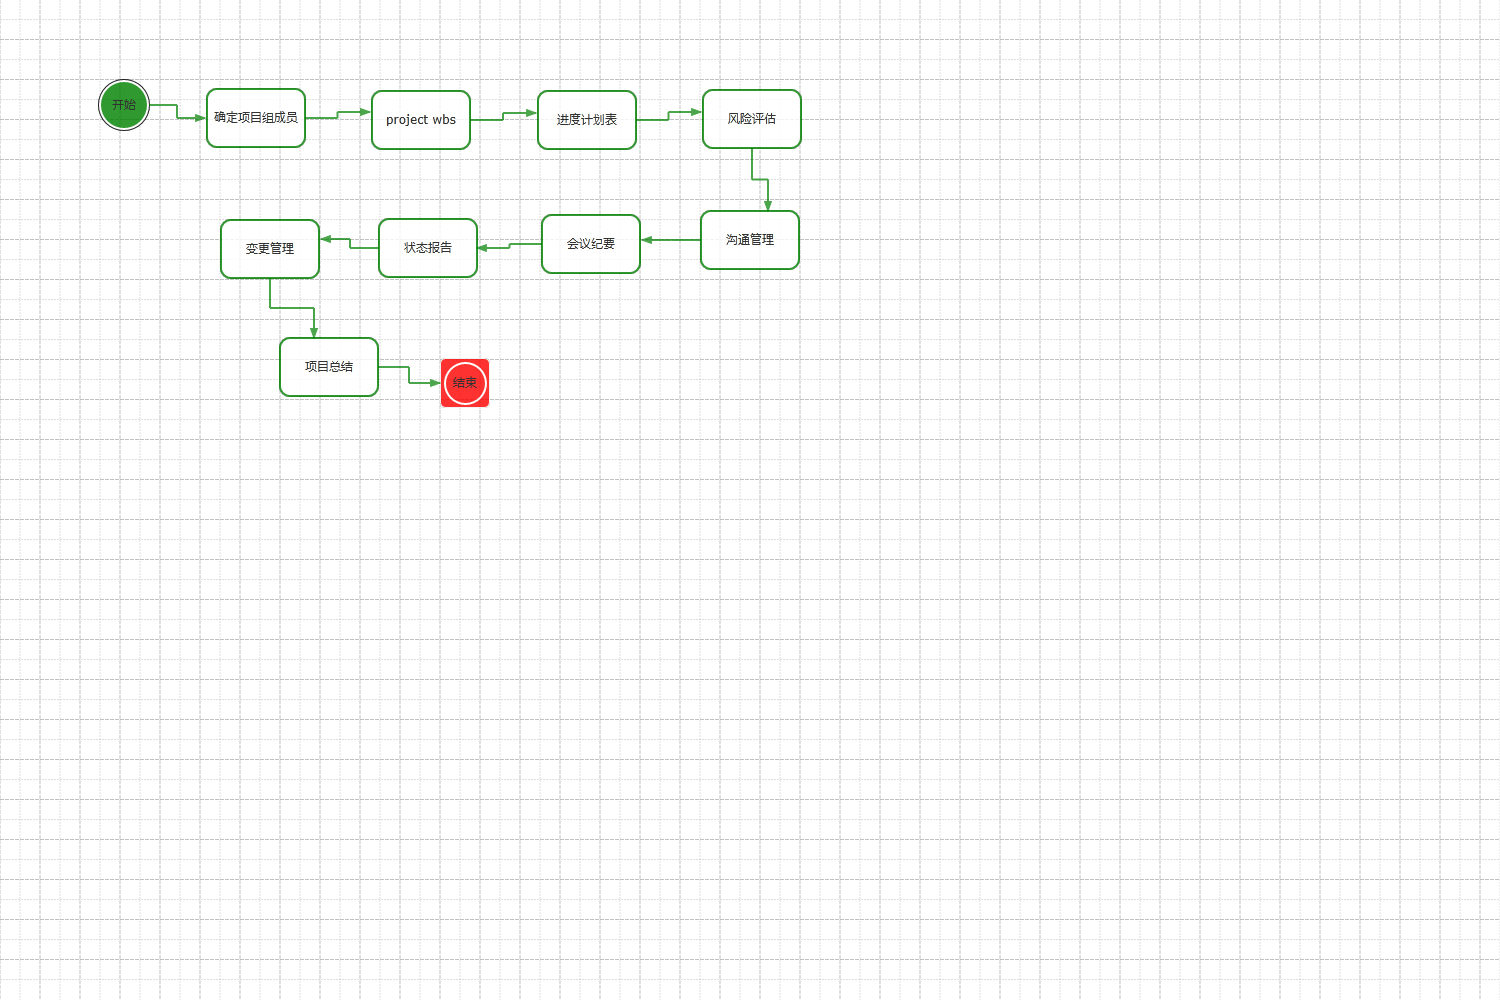 开始
确定项目组成员
project wbs
进度计划表
风险评估
沟通管理
会议纪要
状态报告
变更管理
项目总结
结束